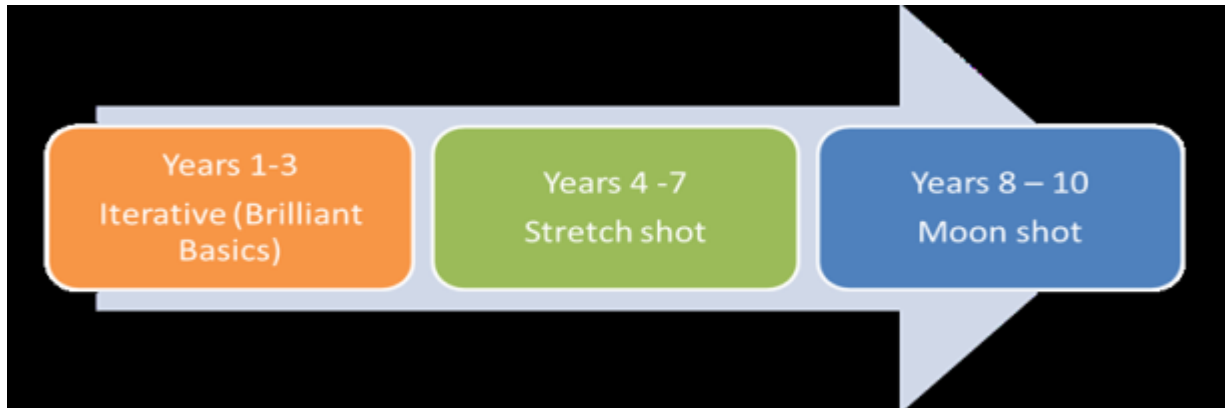 Years 1-3
Iterative (Brilliant
Basics)
Years 4 -7
Stretch shot
Years 8 – 10
Moon shot